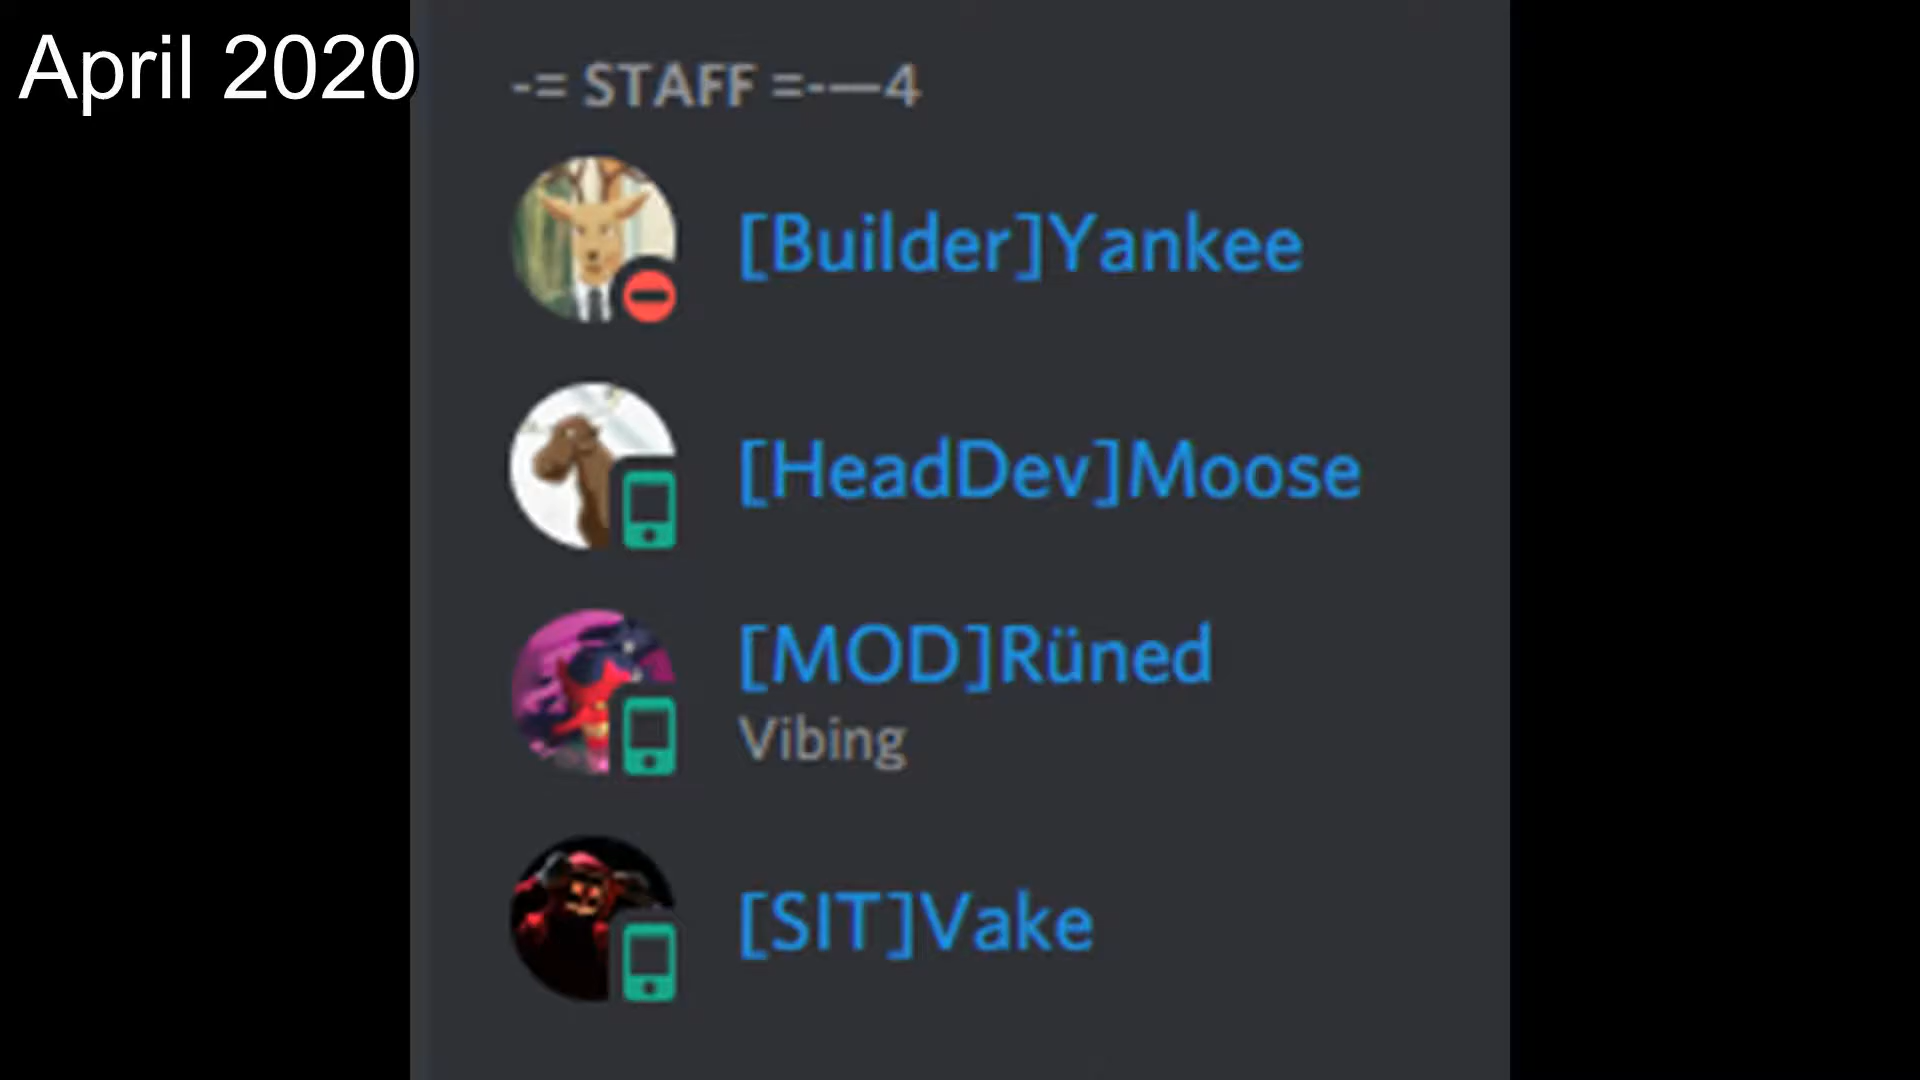 April 2020
-= STAFF =-—4
[Builder]Yankee
[HeadDev]Moose
[MOD]Rüned
Vibing
[SIT]Vake